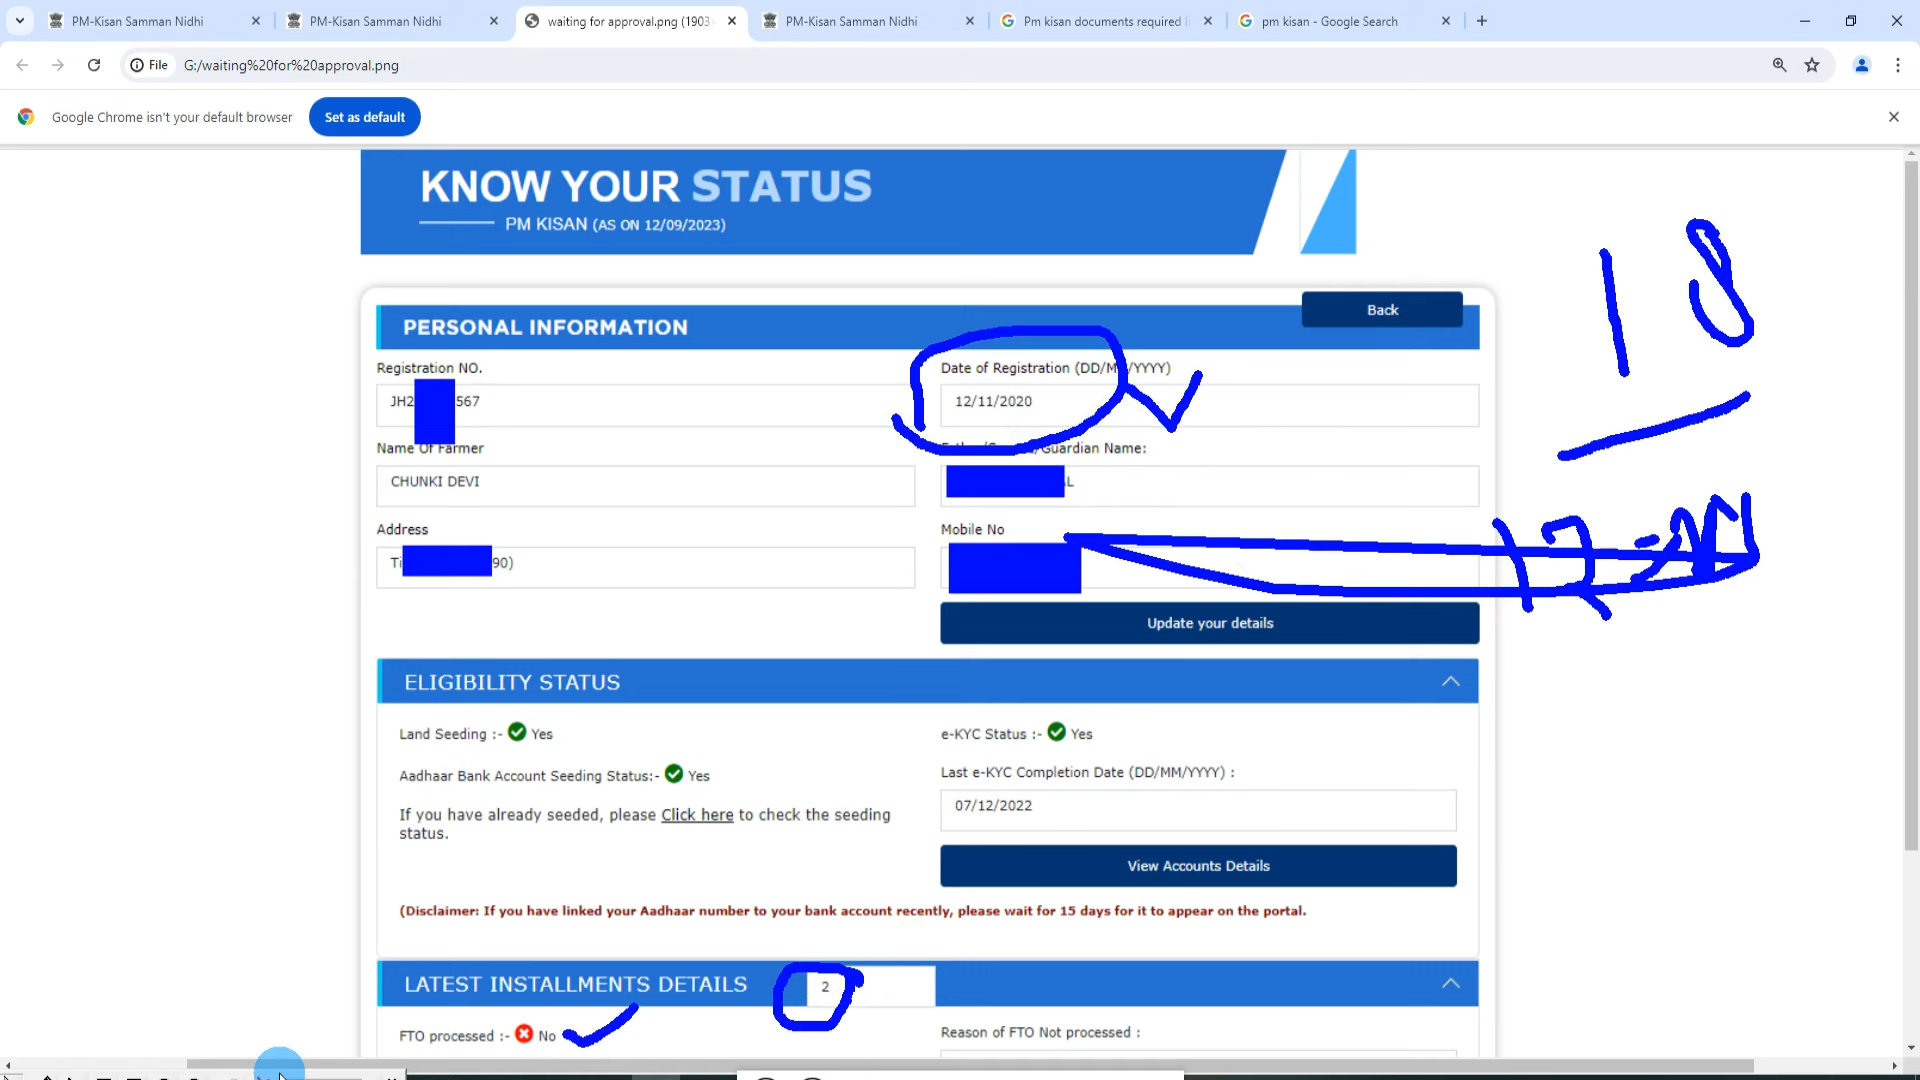 PM-Kisan Samman Nidhi
PM-Kisan Samman Nidhi
waiting for approval.png (1903
PM-Kisan Samman Nidhi
Pm kisan documents required
pm kisan - Google Search
File
G:/waiting%20for%20approval.png
Google Chrome isn't your default browser
Set as default
KNOW YOUR STATUS
PM KISAN (AS ON 12/09/2023)
18
Back
PERSONAL INFORMATION
Registration NO.
JH2 567
Date of Registration (DD/M /YYYY)
12/11/2020
Name Of Farmer
CHUNKI DEVI
/Guardian Name:
L
Address
Ti 90)
Mobile No
Update your details
ELIGIBILITY STATUS
Land Seeding :- Yes
Aadhaar Bank Account Seeding Status:- Yes
If you have already seeded, please Click here to check the seeding
status.
e-KYC Status :- Yes
Last e-KYC Completion Date (DD/MM/YYYY) :
07/12/2022
View Accounts Details
(Disclaimer: If you have linked your Aadhaar number to your bank account recently, please wait for 15 days for it to appear on the portal.
LATEST INSTALLMENTS DETAILS 2
FTO processed :- No
Reason of FTO Not processed :